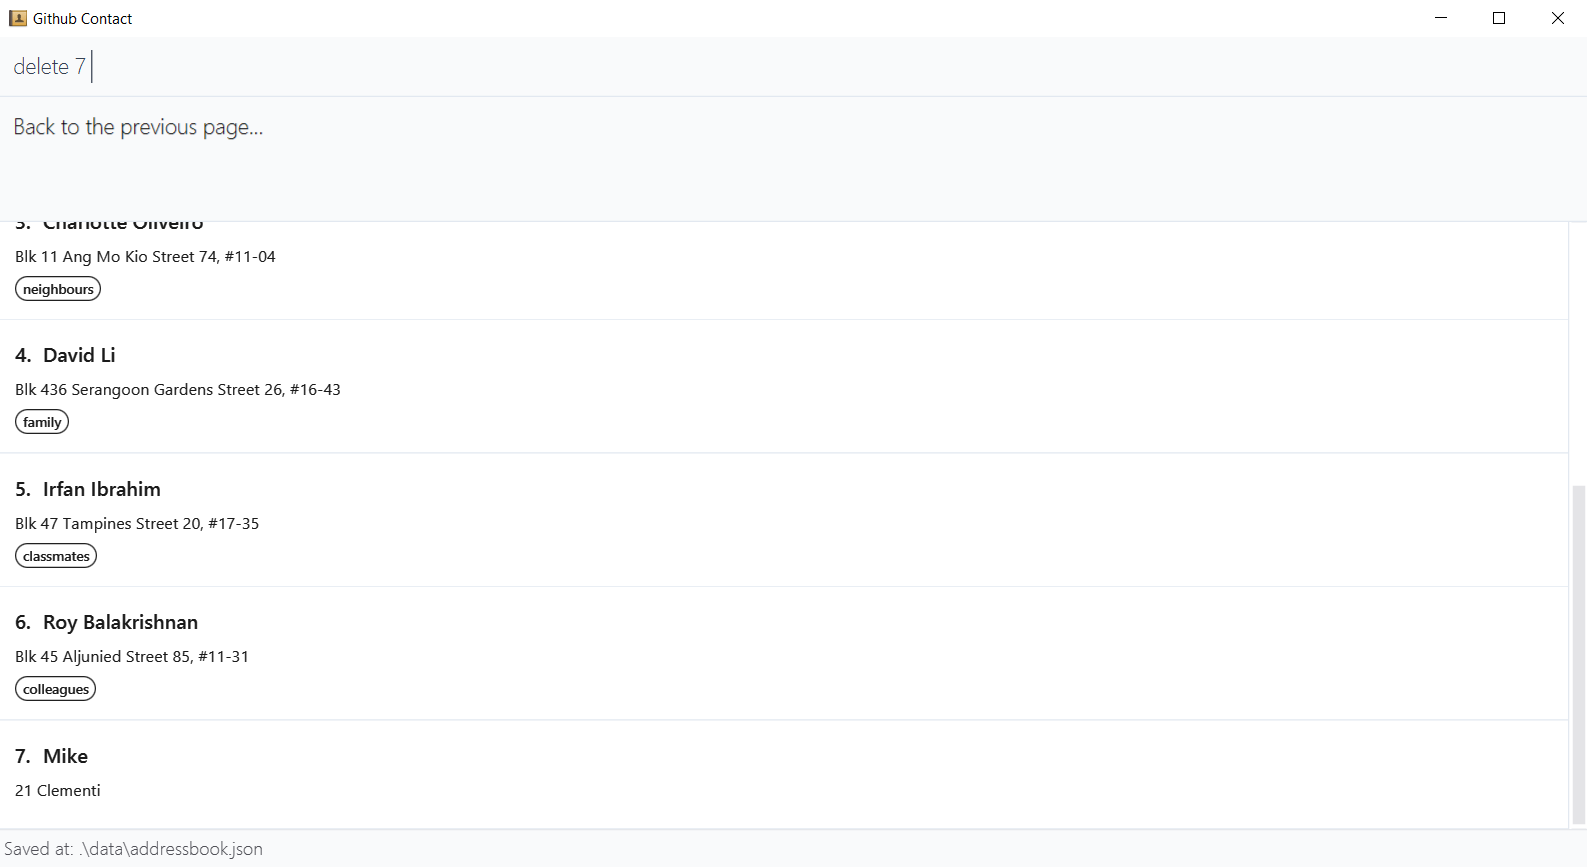 Github Contact
delete 7
Back to the previous page...
3. Charlotte Oliveiro
Blk 11 Ang Mo Kio Street 74, #11-04
neighbours
4. David Li
Blk 436 Serangoon Gardens Street 26, #16-43
family
5. Irfan Ibrahim
Blk 47 Tampines Street 20, #17-35
classmates
6. Roy Balakrishnan
Blk 45 Aljunied Street 85, #11-31
colleagues
7. Mike
21 Clementi
Saved at: .\data\addressbook.json